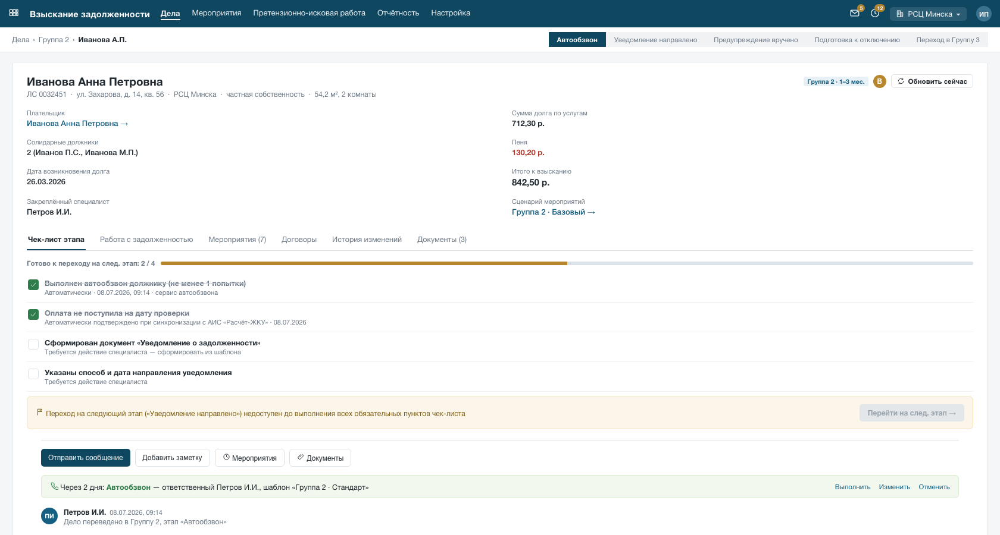 Взыскание задолженности Дела Мероприятия Претензионно-исковая работа Отчётность Настройка 5 12 РСЦ Минска ИП
Дела › Группа 2 › Иванова А.П. Автообзвон Уведомление направлено Предупреждение вручено Подготовка к отключению Переход в Группу 3
Иванова Анна Петровна Группа 2 · 1–3 мес. В Обновить сейчас
ЛС 0032451 · ул. Захарова, д. 14, кв. 56 · РСЦ Минска · частная собственность · 54,2 м², 2 комнаты
Плательщик
Иванова Анна Петровна →
Сумма долга по услугам
712,30 р.
Солидарные должники
2 (Иванов П.С., Иванова М.П.)
Пеня
130,20 р.
Дата возникновения долга
26.03.2026
Итого к взысканию
842,50 р.
Закреплённый специалист
Петров И.И.
Сценарий мероприятий
Группа 2 · Базовый →
Чек-лист этапа Работа с задолженностью Мероприятия (7) Договоры История изменений Документы (3)
Готово к переходу на след. этап: 2 / 4
Выполнен автообзвон должнику (не менее 1 попытки)
Автоматически · 08.07.2026, 09:14 · сервис автообзвона
Оплата не поступила на дату проверки
Автоматически подтверждено при синхронизации с АИС «Расчёт-ЖКУ» · 08.07.2026
Сформирован документ «Уведомление о задолженности»
Требуется действие специалиста — сформировать из шаблона
Указаны способ и дата направления уведомления
Требуется действие специалиста
Переход на следующий этап («Уведомление направлено») недоступен до выполнения всех обязательных пунктов чек-листа Перейти на след. этап →
Отправить сообщение Добавить заметку Мероприятия Документы
Через 2 дня: Автообзвон — ответственный Петров И.И., шаблон «Группа 2 · Стандарт» Выполнить Изменить Отменить
ПИ Петров И.И. 08.07.2026, 09:14
Дело переведено в Группу 2, этап «Автообзвон»